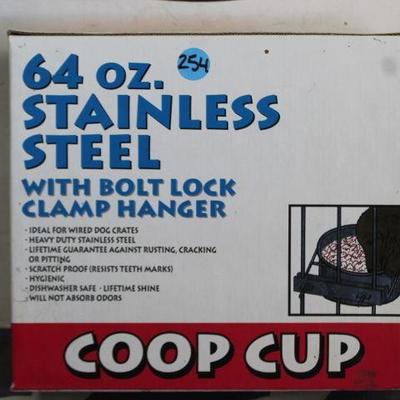 64 oz.
254
STAINLESS
STEEL
WITH BOLT LOCK
CLAMP HANGER
· IDEAL FOR WIRED DOG CRATES
· HEAVY DUTY STAINLESS STEEL
· LIFETIME GUARANTEE AGAINST RUSTING, CRACKING
OR PITTING
· SCRATCH PROOF (RESISTS TEETH MARKS)
· HYGIENIC
· DISHWASHER SAFE · LIFETIME SHINE
· WILL NOT ABSORB ODORS
COOP CUP